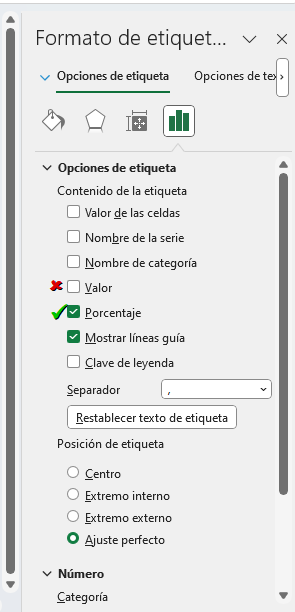 Formato de etiquet...
Opciones de etiqueta Opciones de tex
Opciones de etiqueta
Contenido de la etiqueta
Valor de las celdas
Nombre de la serie
Nombre de categoría
Valor
Porcentaje
Mostrar líneas guía
Clave de leyenda
Separador ,
Restablecer texto de etiqueta
Posición de etiqueta
Centro
Extremo interno
Extremo externo
Ajuste perfecto
Número
Categoría